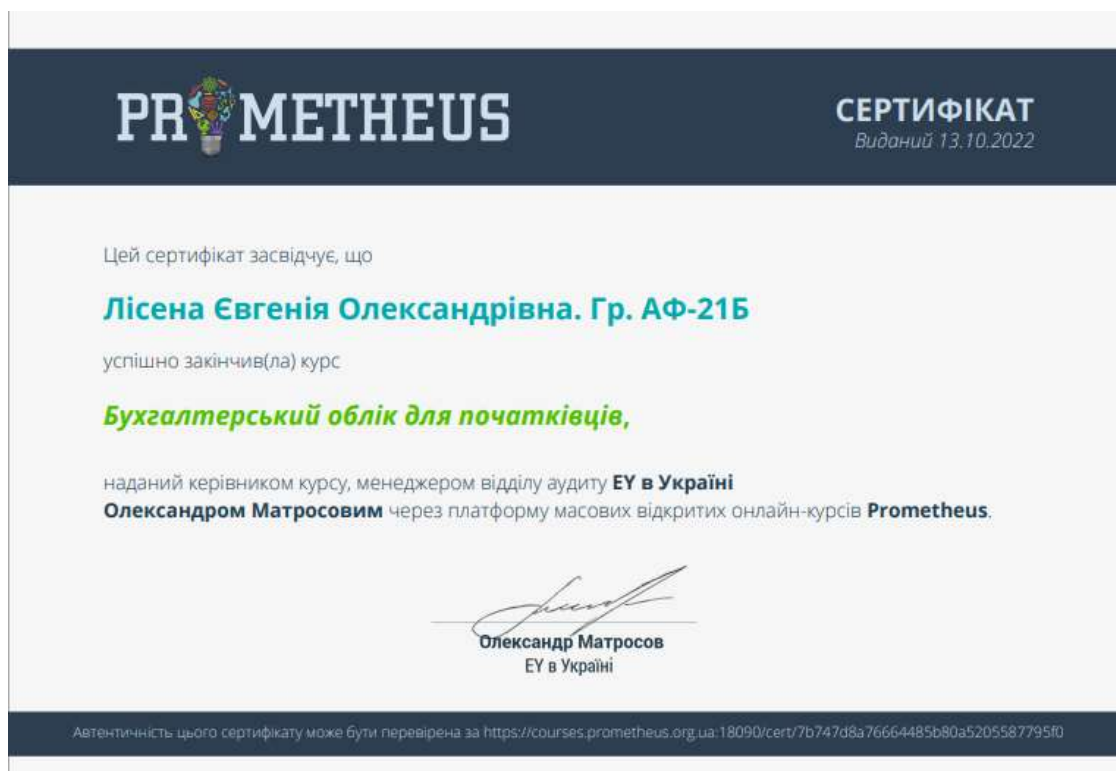 PROMETHEUS
СЕРТИФІКАТ
Виданий 13.10.2022
Цей сертифікат засвідчує, що
Лісена Євгенія Олександрівна. Гр. АФ-21Б
успішно закінчив(ла) курс
Бухгалтерський облік для початківців,
наданий керівником курсу, менеджером відділу аудиту EY в Україні
Олександром Матросовим через платформу масових відкритих онлайн-курсів Prometheus.
Олександр Матросов
EY в Україні
Автентичність цього сертифікату може бути перевірена за https://courses.prometheus.org.ua:18090/cert/7b747d8a76664485b80a5205587795f0